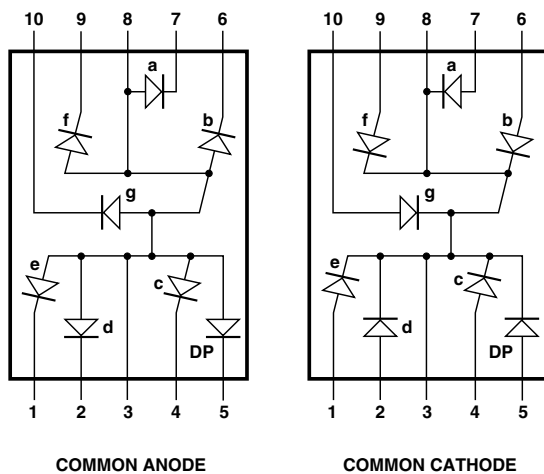 10 9 8 7 6
a
f
b
g
e
c
d
DP
1 2 3 4 5
COMMON ANODE
10 9 8 7 6
a
f
b
g
e
c
d
DP
1 2 3 4 5
COMMON CATHODE